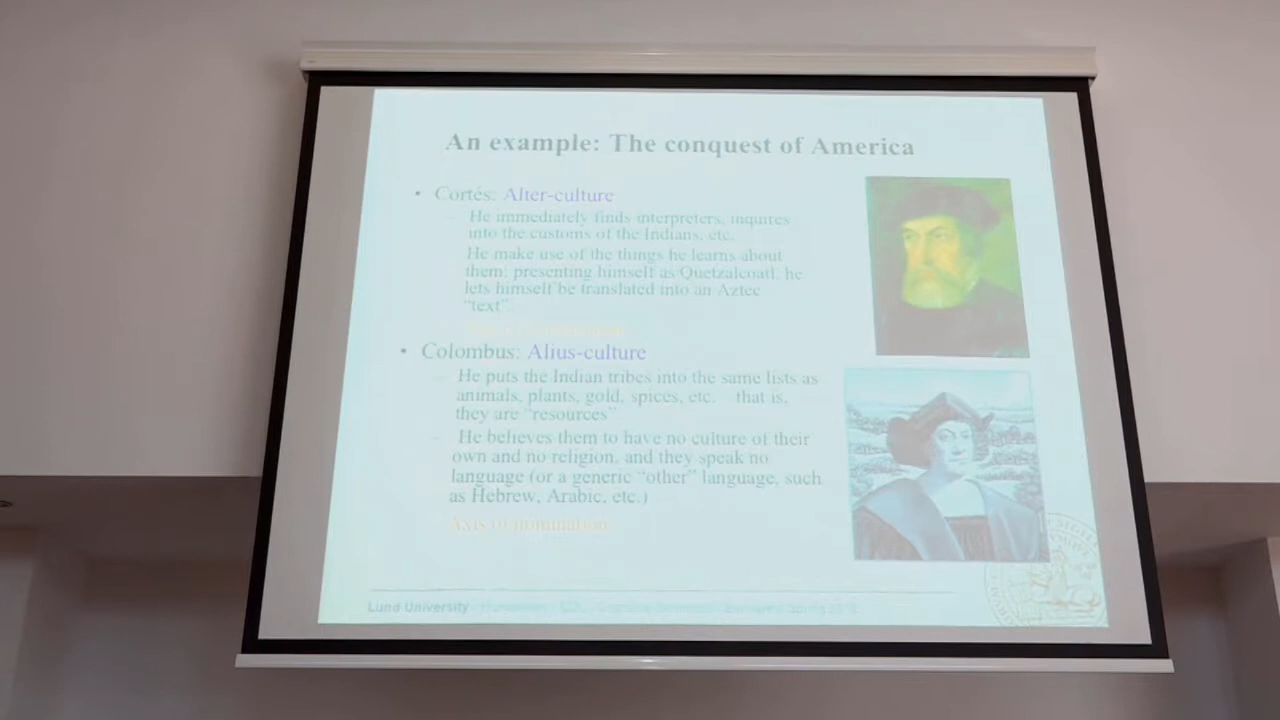 An example: The conquest of America
• Cortés: Alter-culture
– He immediately finds interpreters, inquires
into the customs of the Indians, etc.
He make use of the things he learns about
them: presenting himself as Quetzalcoatl, he
lets himself be translated into an Aztec
“text”.
• Colombus: Alius-culture
– He puts the Indian tribes into the same lists as
animals, plants, gold, spices, etc. that is,
they are “resources”
– He believes them to have no culture of their
own and no religion, and they speak no
language (or a generic “other” language, such
as Hebrew, Arabic, etc.)
Axis of nomination
Lund University